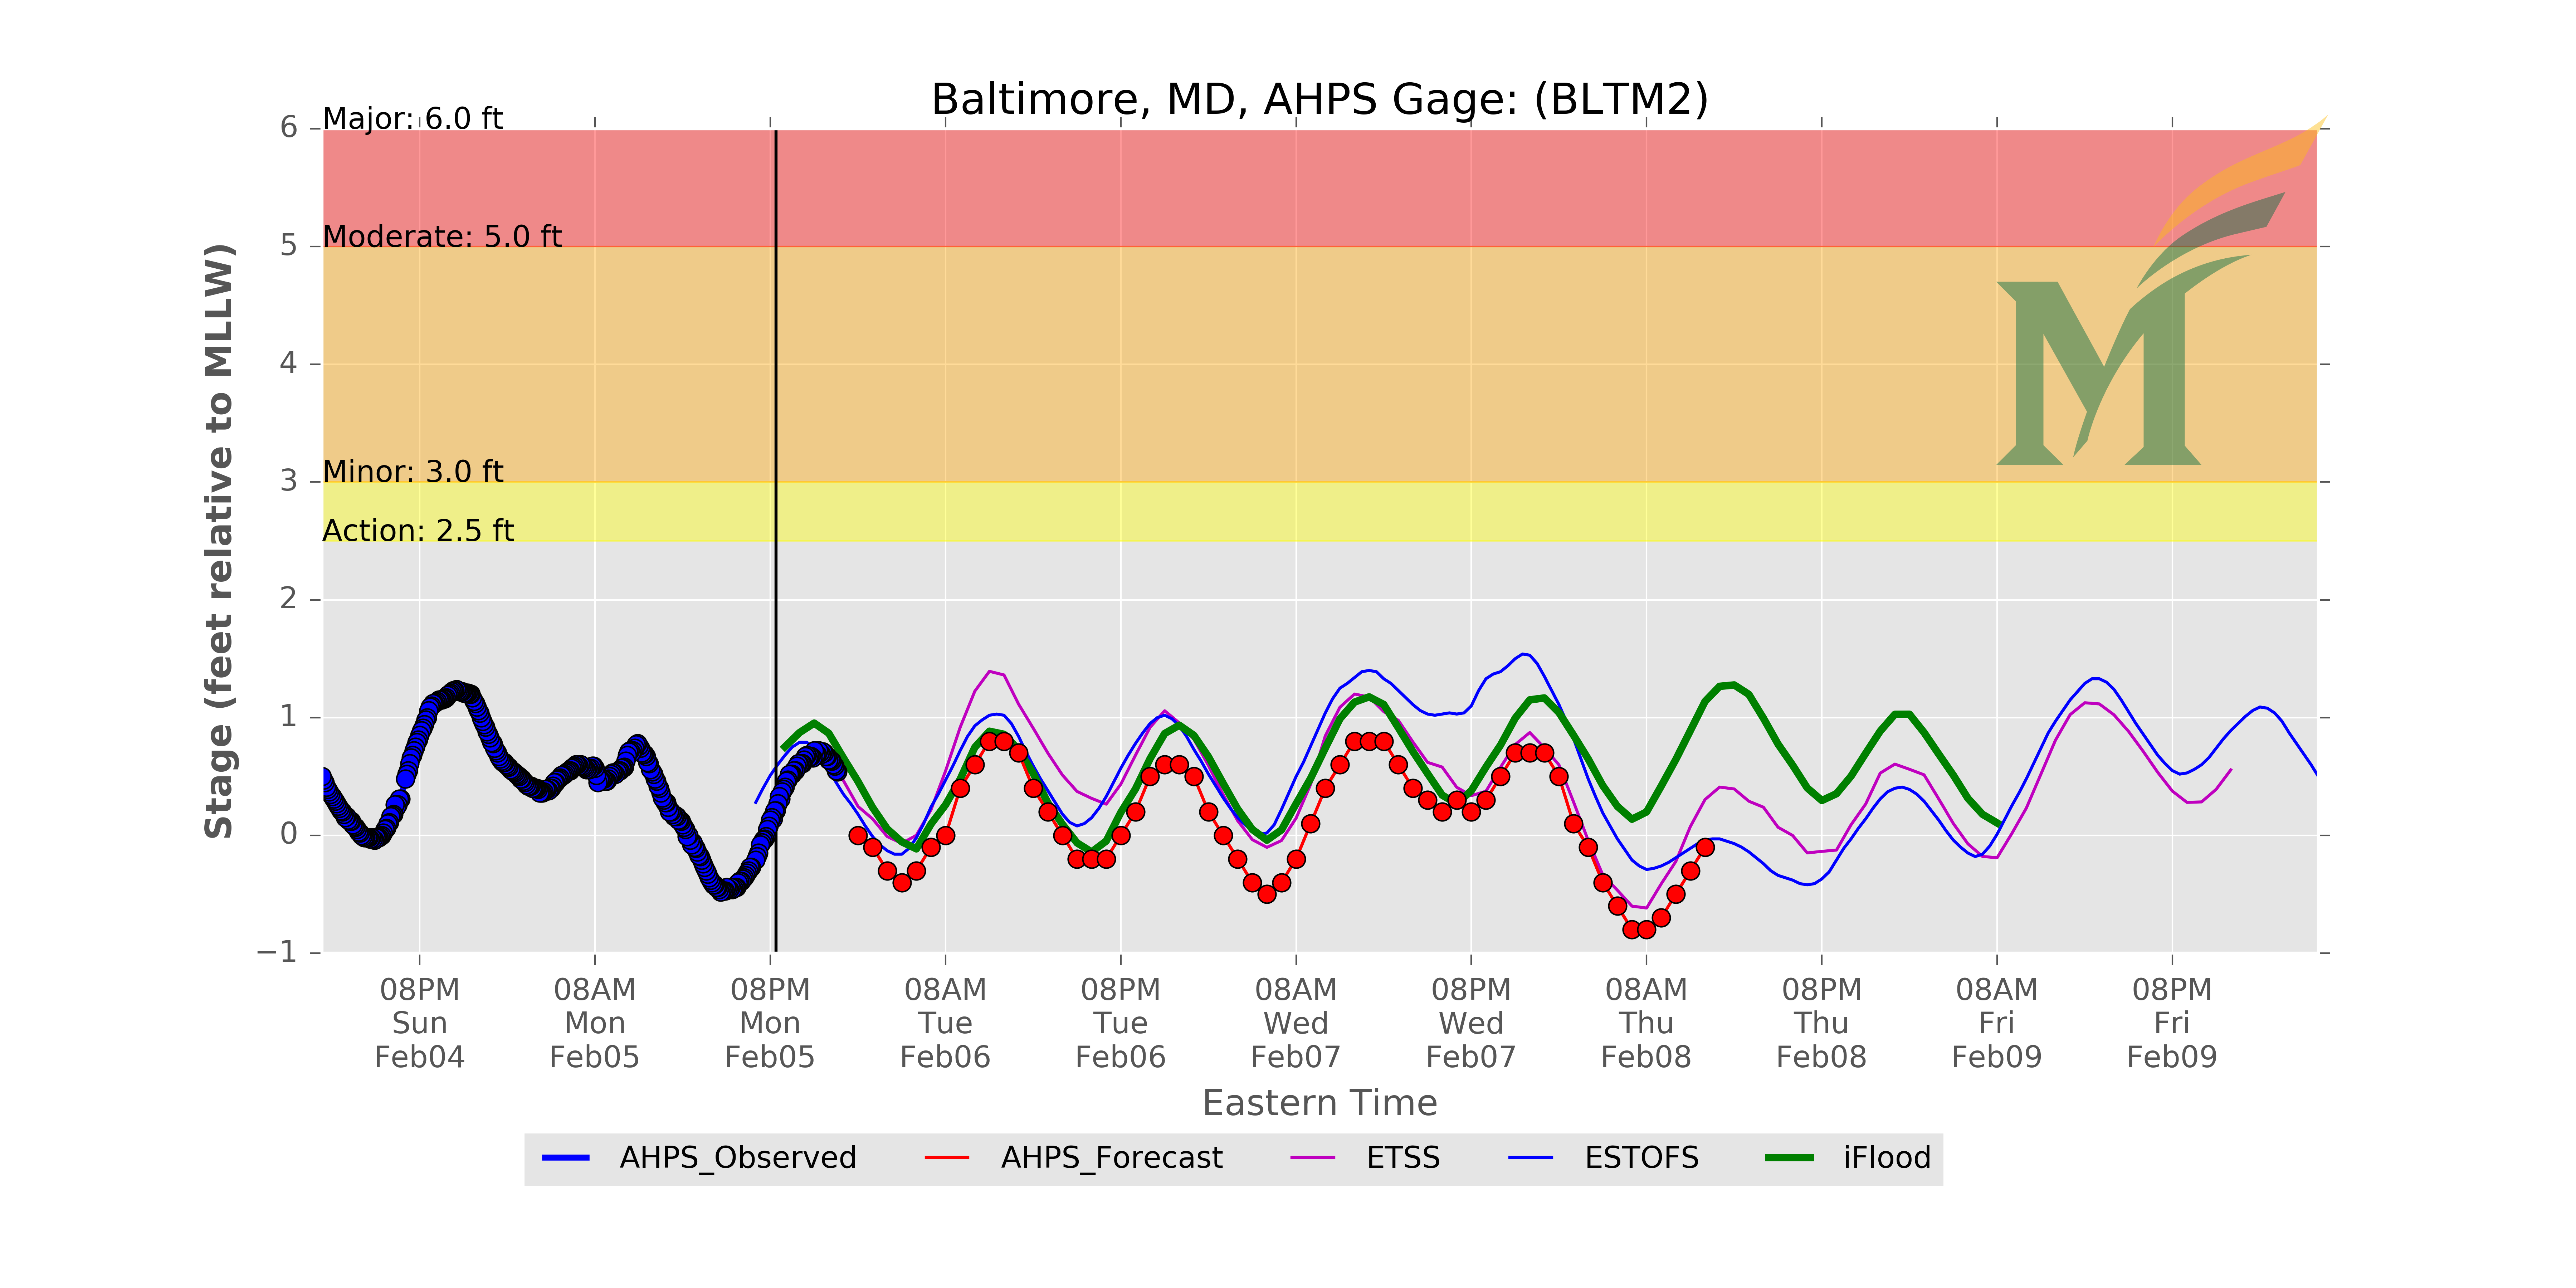 Baltimore, MD, AHPS Gage: (BLTM2)
Major: 6.0 ft
Moderate: 5.0 ft
Minor: 3.0 ft
Action: 2.5 ft
Stage (feet relative to MLLW)
6
5
4
3
2
1
0
−1
08PM 08AM 08PM 08AM 08PM 08AM 08PM 08AM 08PM 08AM 08PM
Sun Mon Mon Tue Tue Wed Wed Thu Thu Fri Fri
Feb04 Feb05 Feb05 Feb06 Feb06 Feb07 Feb07 Feb08 Feb08 Feb09 Feb09
Eastern Time
AHPS_Observed AHPS_Forecast ETSS ESTOFS iFlood
M